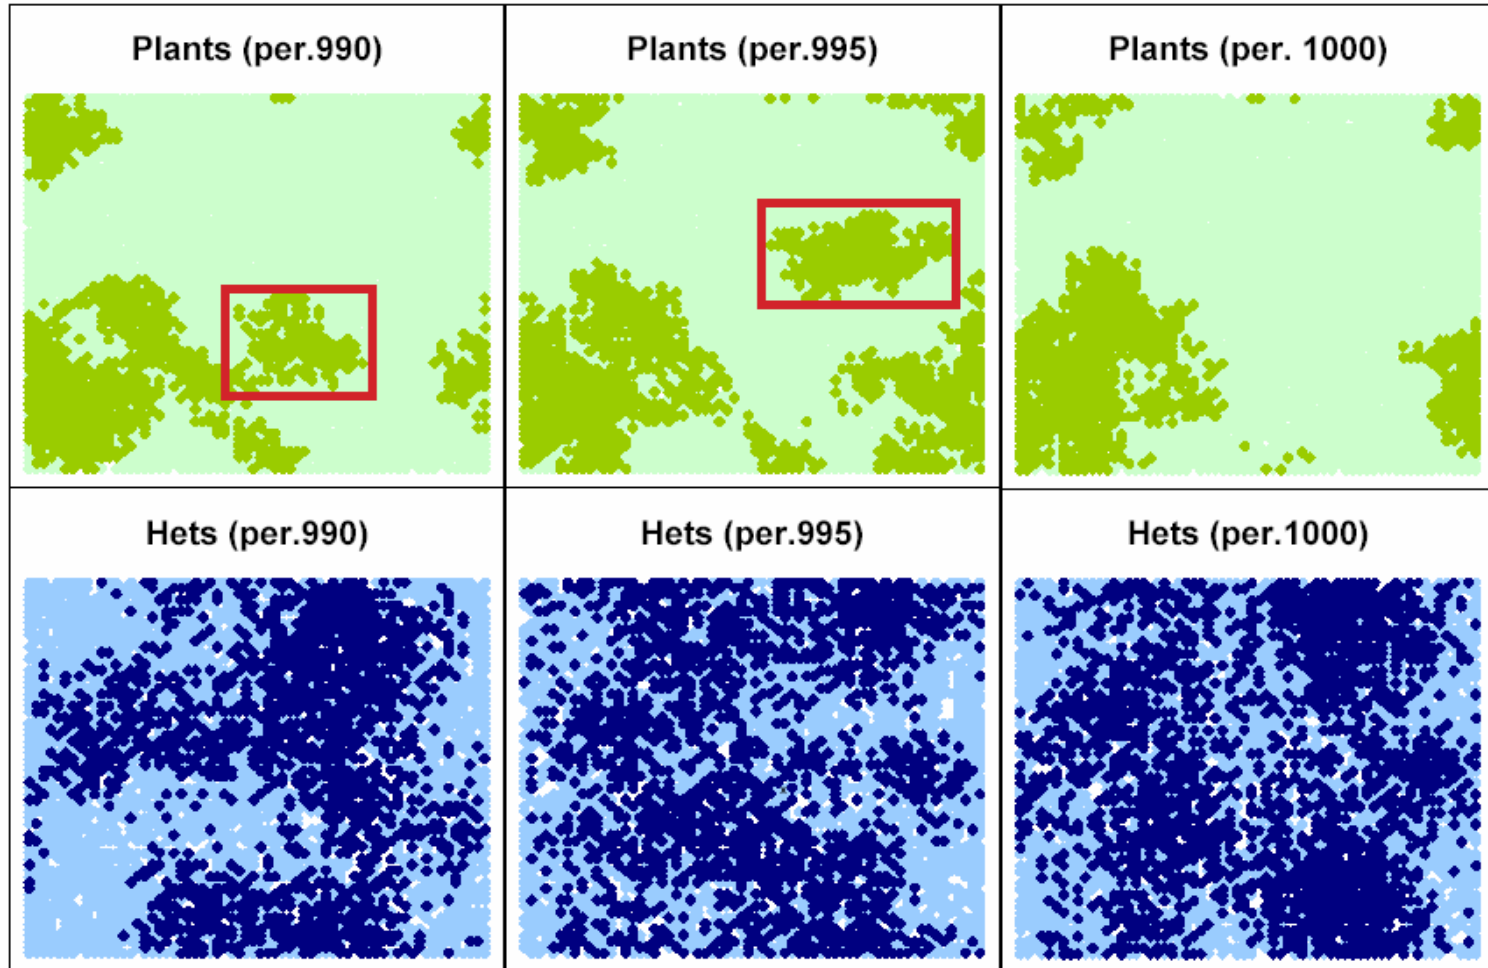 Plants (per.990)
Plants (per.995)
Plants (per. 1000)
Hets (per.990)
Hets (per.995)
Hets (per.1000)